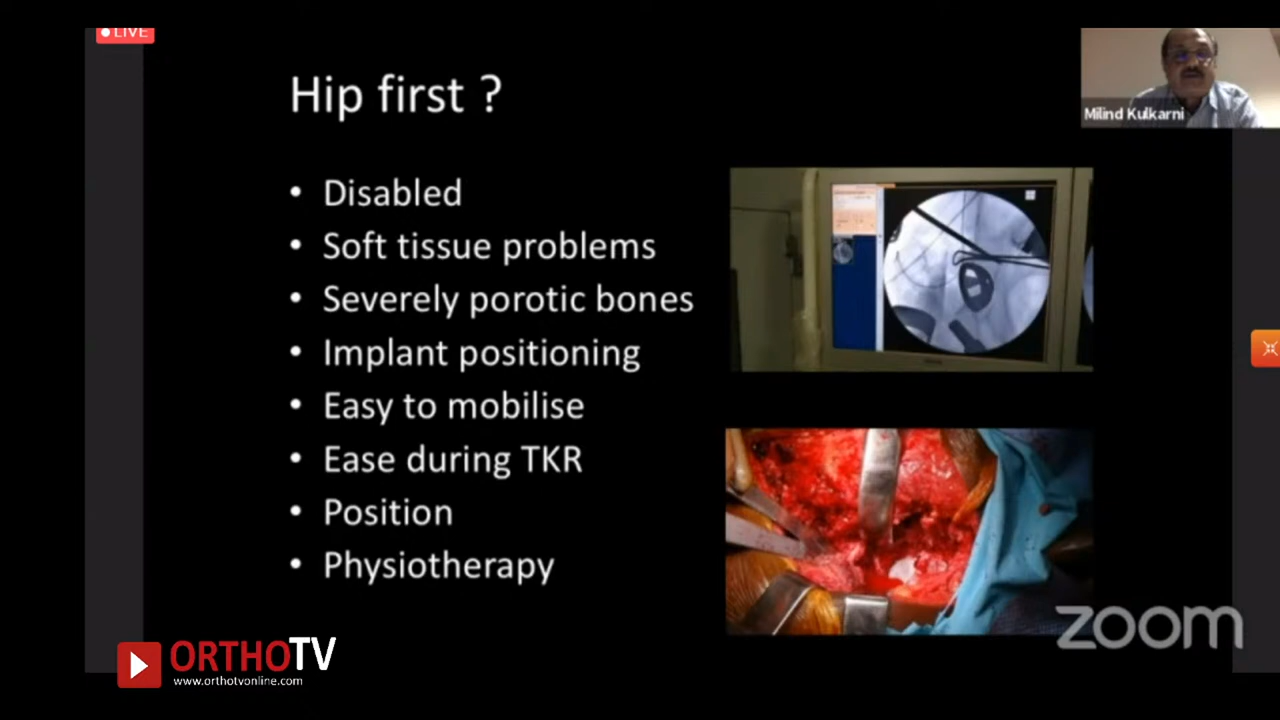 LIVE
Hip first ?
Milind Kulkarni
• Disabled
• Soft tissue problems
• Severely porotic bones
• Implant positioning
• Easy to mobilise
• Ease during TKR
• Position
• Physiotherapy
zoom
ORTHOTV
www.orthotvonline.com